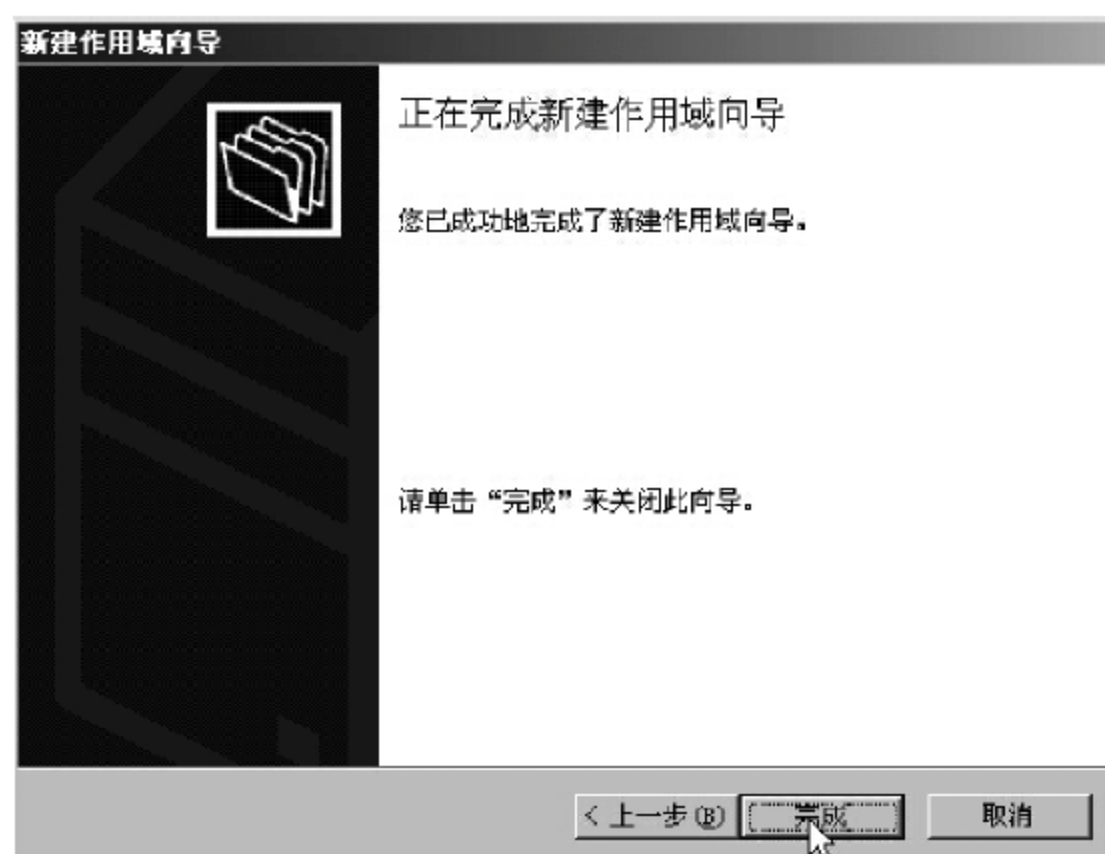 新建作用域向导
正在完成新建作用域向导
您已成功地完成了新建作用域向导。
请单击“完成”来关闭此向导。
< 上一步(B)
完成
取消